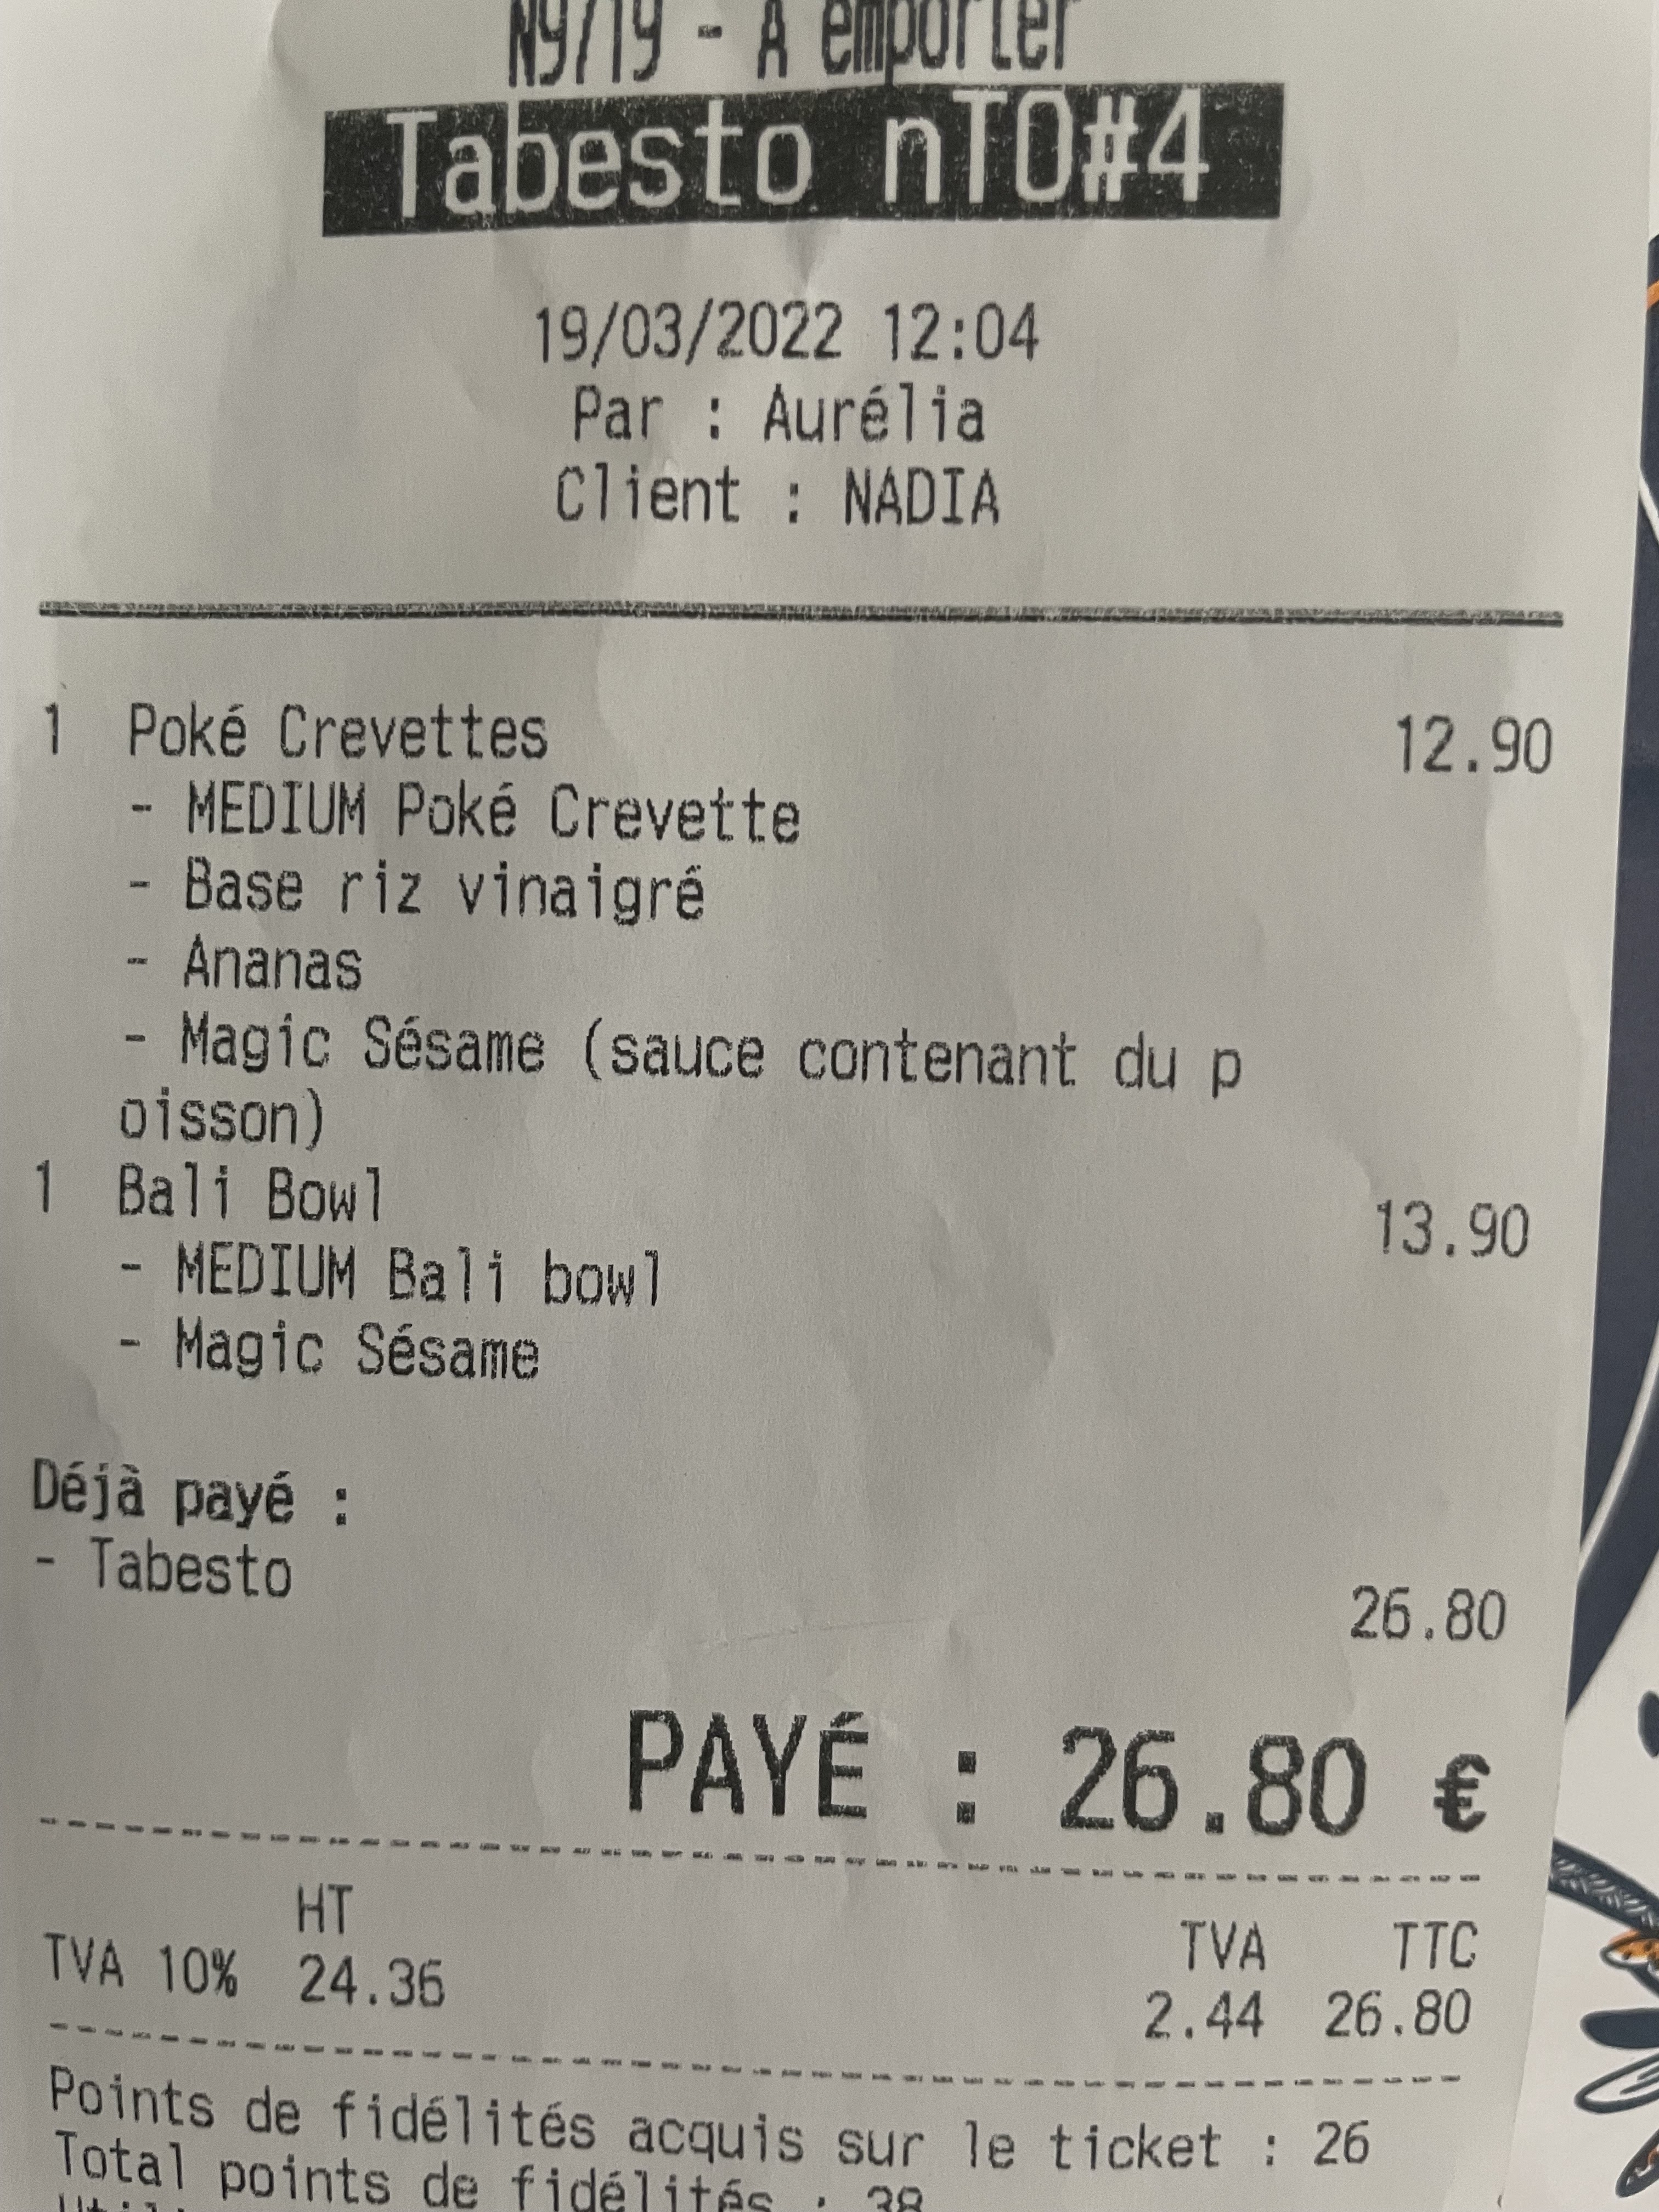 N9/19 - À emporter
Tabesto nTO#4
19/03/2022 12:04
Par : Aurélia
Client : NADIA
1 Poké Crevettes 12.90
- MEDIUM Poké Crevette
- Base riz vinaigré
- Ananas
- Magic Sésame (sauce contenant du p
oisson)
1 Bali Bowl 13.90
- MEDIUM Bali bowl
- Magic Sésame
Déjà payé :
- Tabesto 26.80
PAYÉ : 26.80 €
HT TVA TTC
TVA 10% 24.36 2.44 26.80
Points de fidélités acquis sur le ticket : 26
Total points de fidélités : 38